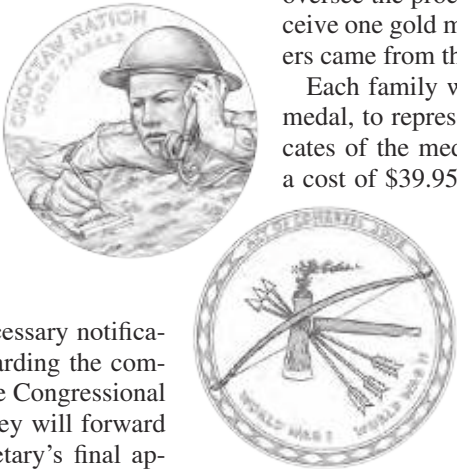 oversee the proc
ceive one gold m
ers came from th
Each family w
medal, to repres
cates of the med
a cost of $39.95
CHOCTAW NATION
CODE TALKERS
ACT OF CONGRESS 2008
WORLD WAR I WORLD WAR II
cessary notifica-
arding the com-
e Congressional
ey will forward
etary's final ap-